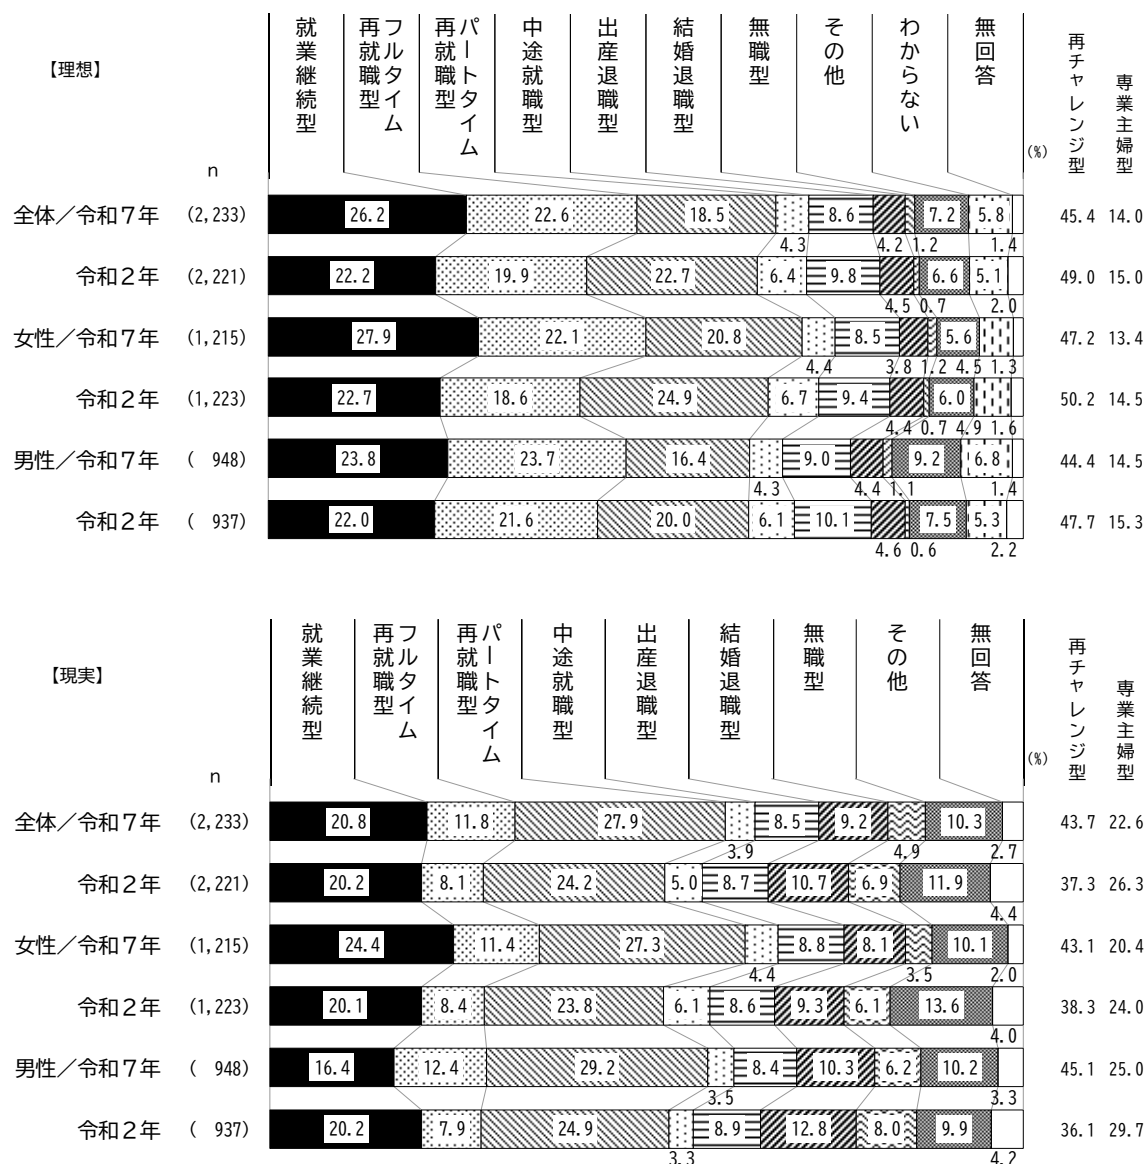 【理想】
就業継続型
フルタイム再就職型
パートタイム再就職型
中途就職型
出産退職型
結婚退職型
無職型
その他
わからない
無回答
(%)
再チャレンジ型
専業主婦型
n
全体／令和７年 (2,233) 26.2 22.6 18.5 4.3 8.6 4.2 1.2 7.2 5.8 1.4 45.4 14.0
令和２年 (2,221) 22.2 19.9 22.7 6.4 9.8 4.5 0.7 6.6 5.1 2.0 49.0 15.0
女性／令和７年 (1,215) 27.9 22.1 20.8 4.4 8.5 3.8 1.2 5.6 4.5 1.3 47.2 13.4
令和２年 (1,223) 22.7 18.6 24.9 6.7 9.4 4.4 0.7 6.0 4.9 1.6 50.2 14.5
男性／令和７年 ( 948) 23.8 23.7 16.4 4.3 9.0 4.4 1.1 9.2 6.8 1.4 44.4 14.5
令和２年 ( 937) 22.0 21.6 20.0 6.1 10.1 4.6 0.6 7.5 5.3 2.2 47.7 15.3
【現実】
就業継続型
フルタイム再就職型
パートタイム再就職型
中途就職型
出産退職型
結婚退職型
無職型
その他
無回答
(%)
再チャレンジ型
専業主婦型
n
全体／令和７年 (2,233) 20.8 11.8 27.9 3.9 8.5 9.2 4.9 10.3 2.7 43.7 22.6
令和２年 (2,221) 20.2 8.1 24.2 5.0 8.7 10.7 6.9 11.9 4.4 37.3 26.3
女性／令和７年 (1,215) 24.4 11.4 27.3 4.4 8.8 8.1 3.5 10.1 2.0 43.1 20.4
令和２年 (1,223) 20.1 8.4 23.8 6.1 8.6 9.3 6.1 13.6 4.0 38.3 24.0
男性／令和７年 ( 948) 16.4 12.4 29.2 3.5 8.4 10.3 6.2 10.2 3.3 45.1 25.0
令和２年 ( 937) 20.2 7.9 24.9 3.3 8.9 12.8 8.0 9.9 4.2 36.1 29.7